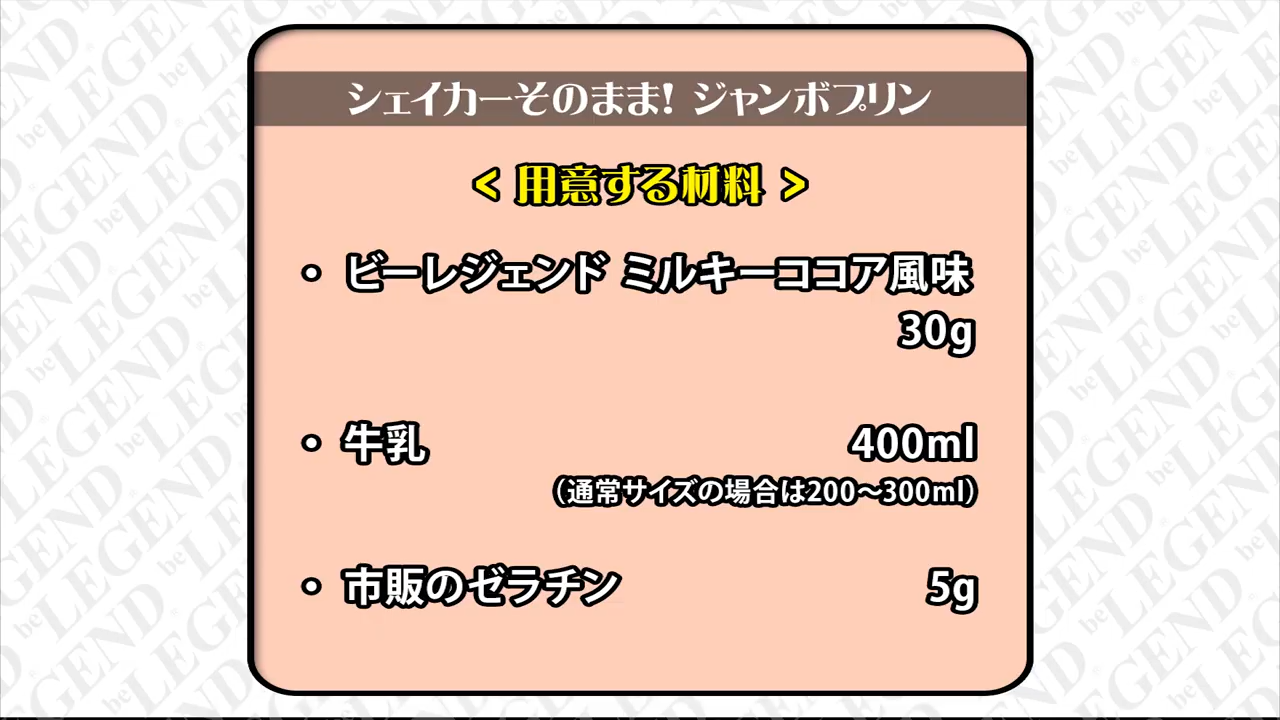 シェイカーそのまま! ジャンボプリン
< 用意する材料 >
• ビーレジェンド ミルキーココア風味
30g
• 牛乳 400ml
（通常サイズの場合は200～300ml）
• 市販のゼラチン 5g
be LEGEND